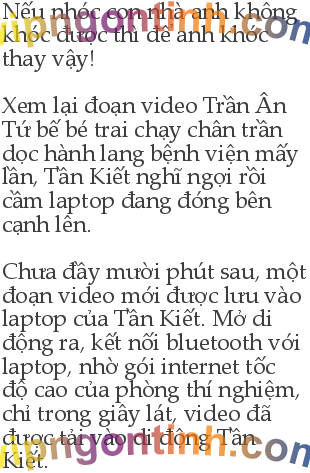 Nếu nhóc con nhà anh không
khóc được thì để anh khóc
thay vậy!
Xem lại đoạn video Trần Ân
Tứ bế bé trai chạy chân trần
dọc hành lang bệnh viện mấy
lần, Tần Kiết nghĩ ngợi rồi
cầm laptop đang đóng bên
cạnh lên.
Chưa đầy mười phút sau, một
đoạn video mới được lưu vào
laptop của Tần Kiết. Mở di
động ra, kết nối bluetooth với
laptop, nhờ gói internet tốc
độ cao của phòng thí nghiệm,
chỉ trong giây lát, video đã
được tải vào di động Tần
Kiết.
vipngontinh.com
vipngontinh.com